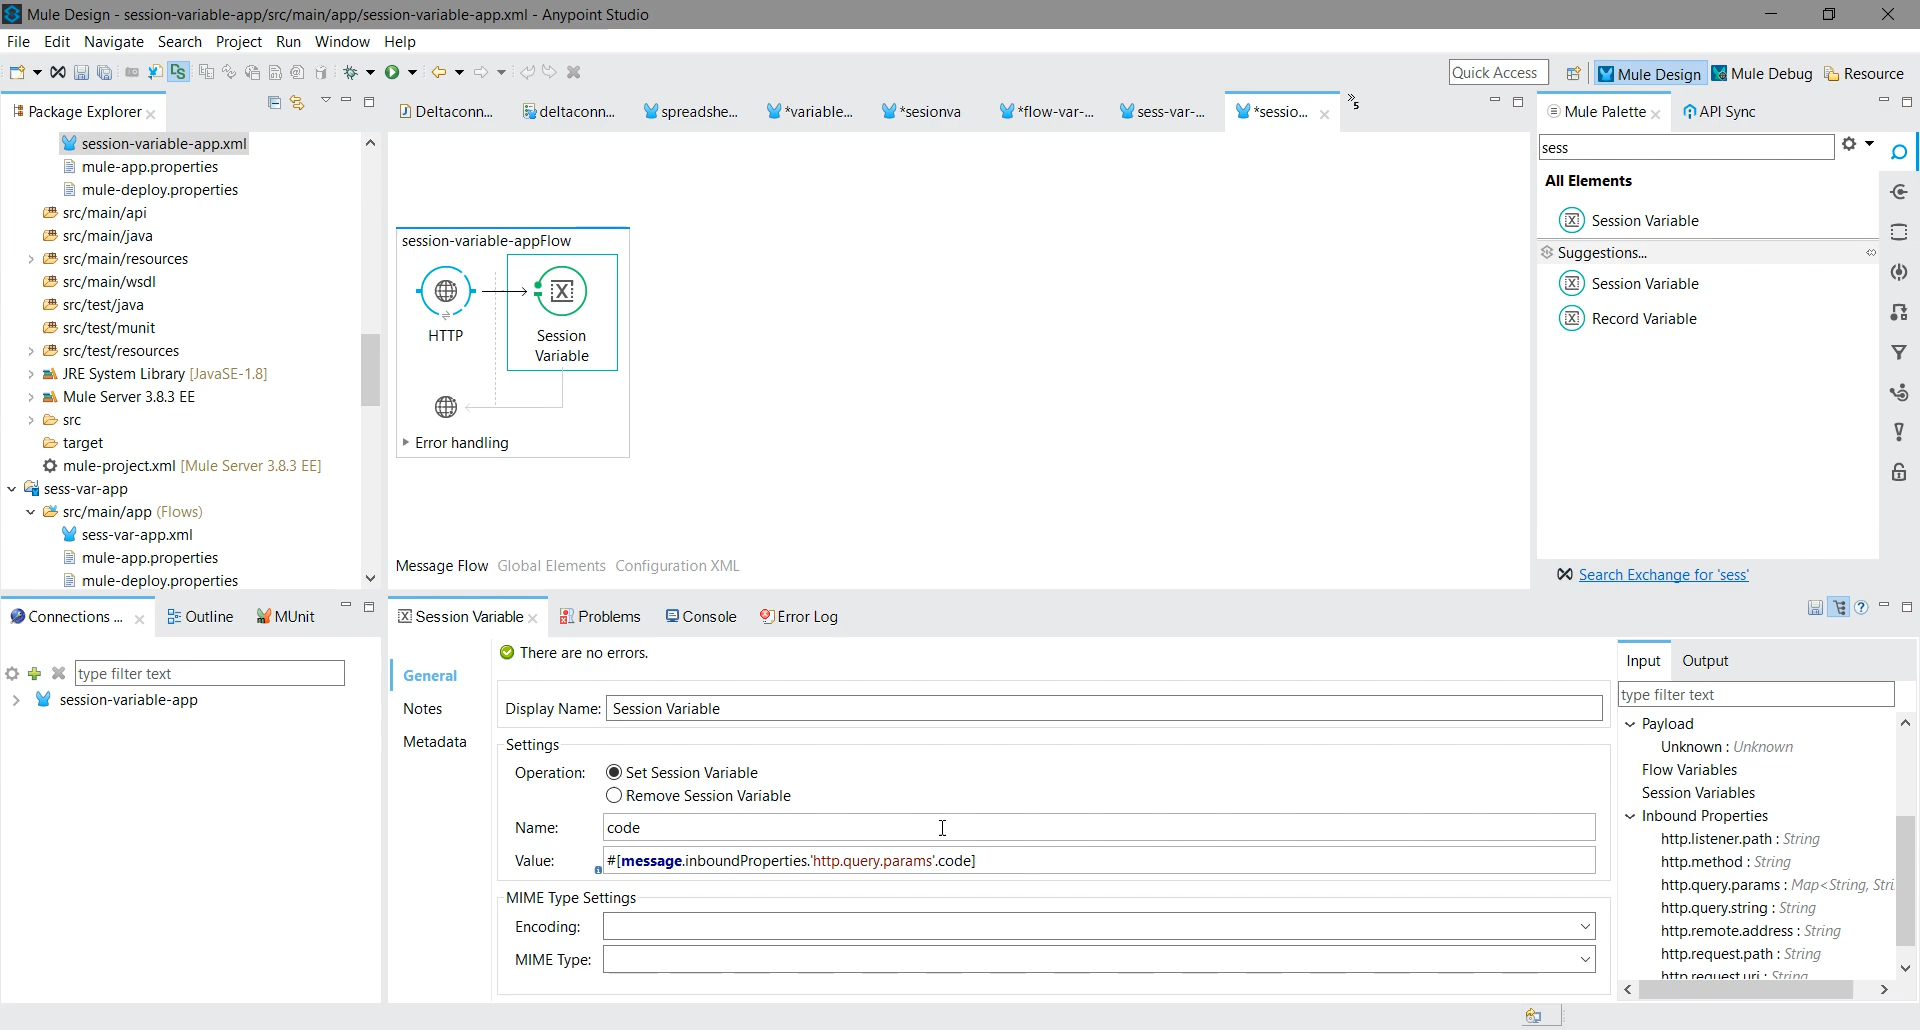 Mule Design - session-variable-app/src/main/app/session-variable-app.xml - Anypoint Studio
File Edit Navigate Search Project Run Window Help
Quick Access
Mule Design
Mule Debug
Resource
Package Explorer
Deltaconn...
deltaconn...
spreadshe...
*variable...
*sesionva
*flow-var-...
sess-var-...
*sessio...
5
Mule Palette
API Sync
session-variable-app.xml
mule-app.properties
mule-deploy.properties
src/main/api
src/main/java
src/main/resources
src/main/wsdl
src/test/java
src/test/munit
src/test/resources
JRE System Library [JavaSE-1.8]
Mule Server 3.8.3 EE
src
target
mule-project.xml [Mule Server 3.8.3 EE]
sess-var-app
src/main/app (Flows)
sess-var-app.xml
mule-app.properties
mule-deploy.properties
session-variable-appFlow
HTTP
Session
Variable
Error handling
Message Flow Global Elements Configuration XML
sess
All Elements
Session Variable
Suggestions...
Session Variable
Record Variable
Search Exchange for 'sess'
Connections ...
Outline
MUnit
type filter text
session-variable-app
Session Variable
Problems
Console
Error Log
General
Notes
Metadata
There are no errors.
Display Name: Session Variable
Settings
Operation: Set Session Variable
Remove Session Variable
Name: code
Value: #[message.inboundProperties.'http.query.params'.code]
MIME Type Settings
Encoding:
MIME Type:
Input Output
type filter text
Payload
Unknown : Unknown
Flow Variables
Session Variables
Inbound Properties
http.listener.path : String
http.method : String
http.query.params : Map<String, Stri
http.query.string : String
http.remote.address : String
http.request.path : String
http.request.uri : String